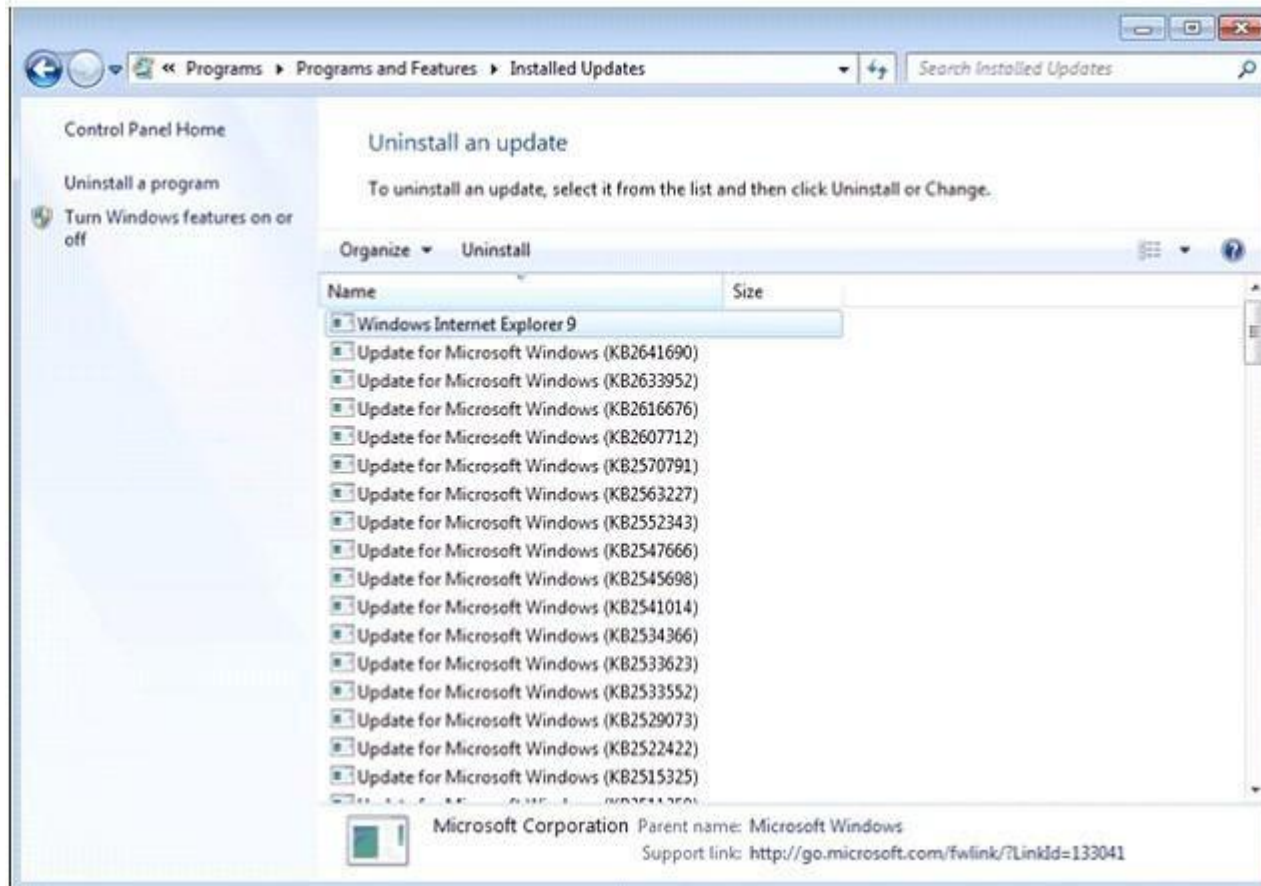 « Programs ▸ Programs and Features ▸ Installed Updates
Search Installed Updates
Control Panel Home
Uninstall a program
Turn Windows features on or
off
Uninstall an update
To uninstall an update, select it from the list and then click Uninstall or Change.
Organize Uninstall
Name Size
Windows Internet Explorer 9
Update for Microsoft Windows (KB2641690)
Update for Microsoft Windows (KB2633952)
Update for Microsoft Windows (KB2616676)
Update for Microsoft Windows (KB2607712)
Update for Microsoft Windows (KB2570791)
Update for Microsoft Windows (KB2563227)
Update for Microsoft Windows (KB2552343)
Update for Microsoft Windows (KB2547666)
Update for Microsoft Windows (KB2545698)
Update for Microsoft Windows (KB2541014)
Update for Microsoft Windows (KB2534366)
Update for Microsoft Windows (KB2533623)
Update for Microsoft Windows (KB2533552)
Update for Microsoft Windows (KB2529073)
Update for Microsoft Windows (KB2522422)
Update for Microsoft Windows (KB2515325)
Microsoft Corporation Parent name: Microsoft Windows
Support link: http://go.microsoft.com/fwlink/?LinkId=133041